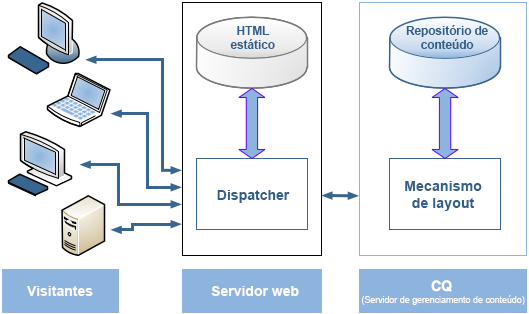 HTML
estático
Repositório de
conteúdo
Dispatcher
Mecanismo
de layout
Visitantes
Servidor web
CQ
(Servidor de gerenciamento de conteúdo)